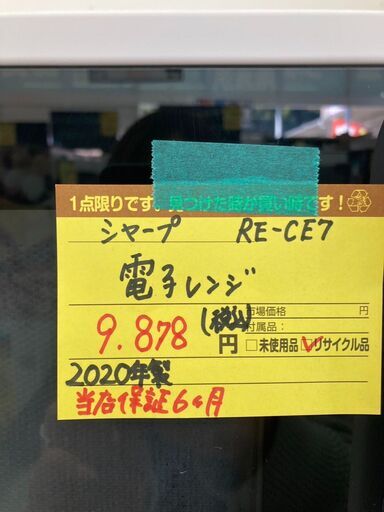 1点限りです。見つけた時が買い時です!
シャープ RE-CE7
電子レンジ
市場価格 円
9.878 (税込) 円
付属品:
□未使用品 ☑リサイクル品
2020年製
当店保証6ヶ月